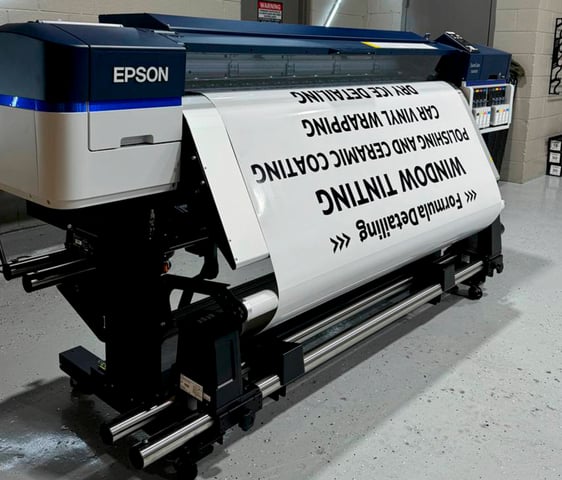 WARNING
EPSON
<<< FormulaDetailing >>>
WINDOW TINTING
POLISHING AND CERAMIC COATING
CAR VINYL WRAPPING
DRY ICE DETAILING